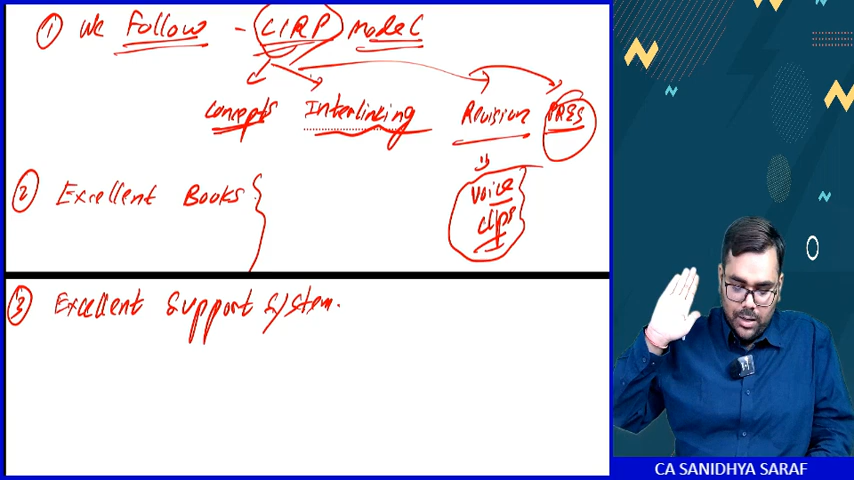 ① We Follow - CIRP Model
Concepts Interlinking Revision
② Excellent Books
Voice
clips
③ Excellent Support System.
CA SANIDHYA SARAF